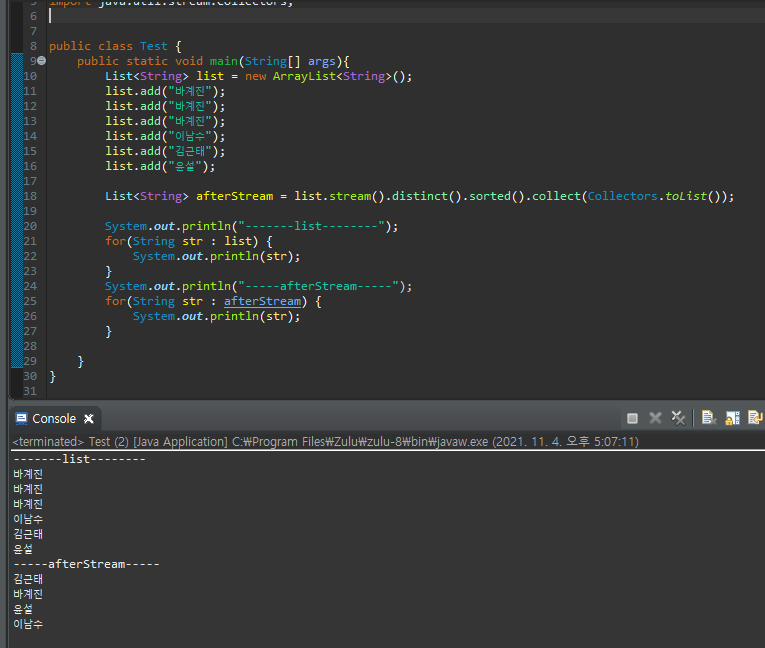 5 import java.util.stream.Collectors;
6
7
8 public class Test {
9 public static void main(String[] args){
10 List<String> list = new ArrayList<String>();
11 list.add("바계진");
12 list.add("바계진");
13 list.add("바계진");
14 list.add("이남수");
15 list.add("김근태");
16 list.add("윤설");
17
18 List<String> afterStream = list.stream().distinct().sorted().collect(Collectors.toList());
19
20 System.out.println("-------list--------");
21 for(String str : list) {
22 System.out.println(str);
23 }
24 System.out.println("-----afterStream-----");
25 for(String str : afterStream) {
26 System.out.println(str);
27 }
28
29 }
30 }
31
Console
<terminated> Test (2) [Java Application] C:₩Program Files₩Zulu₩zulu-8₩bin₩javaw.exe (2021. 11. 4. 오후 5:07:11)
-------list--------
바계진
바계진
바계진
이남수
김근태
윤설
-----afterStream-----
김근태
바계진
윤설
이남수